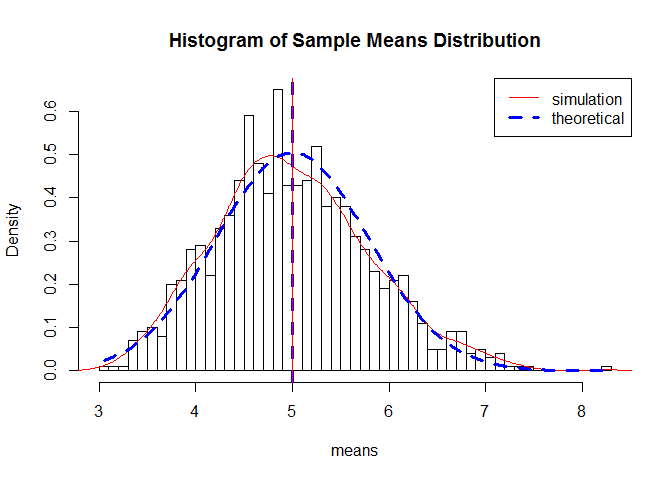 Histogram of Sample Means Distribution
simulation
theoretical
Density
0.6
0.5
0.4
0.3
0.2
0.1
0.0
3 4 5 6 7 8
means